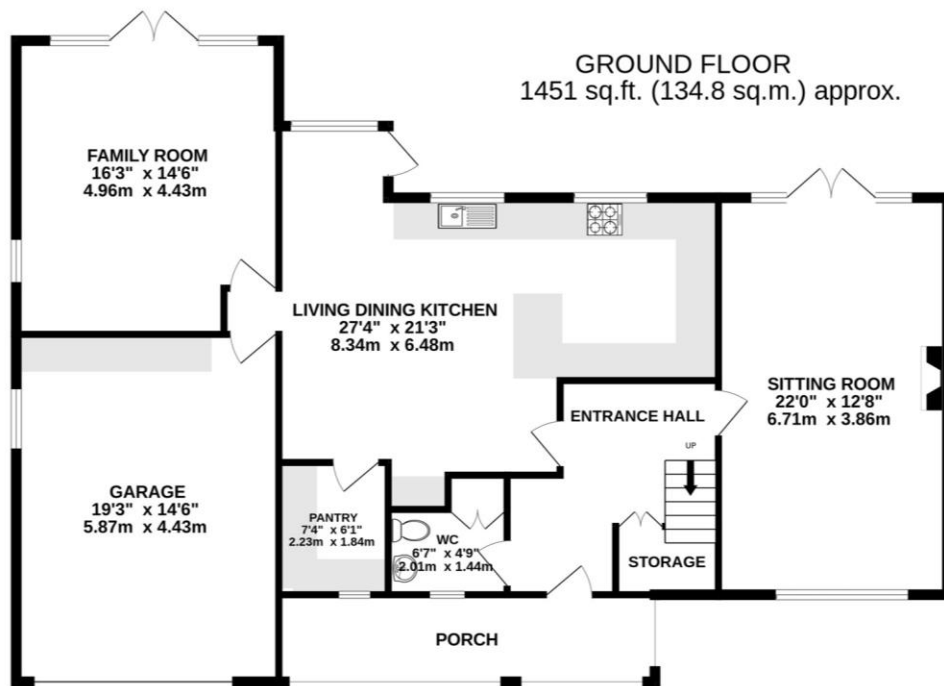 GROUND FLOOR
1451 sq.ft. (134.8 sq.m.) approx.
FAMILY ROOM
16'3" x 14'6"
4.96m x 4.43m
LIVING DINING KITCHEN
27'4" x 21'3"
8.34m x 6.48m
SITTING ROOM
22'0" x 12'8"
6.71m x 3.86m
ENTRANCE HALL
UP
GARAGE
19'3" x 14'6"
5.87m x 4.43m
PANTRY
7'4" x 6'1"
2.23m x 1.84m
WC
6'7" x 4'9"
2.01m x 1.44m
STORAGE
PORCH